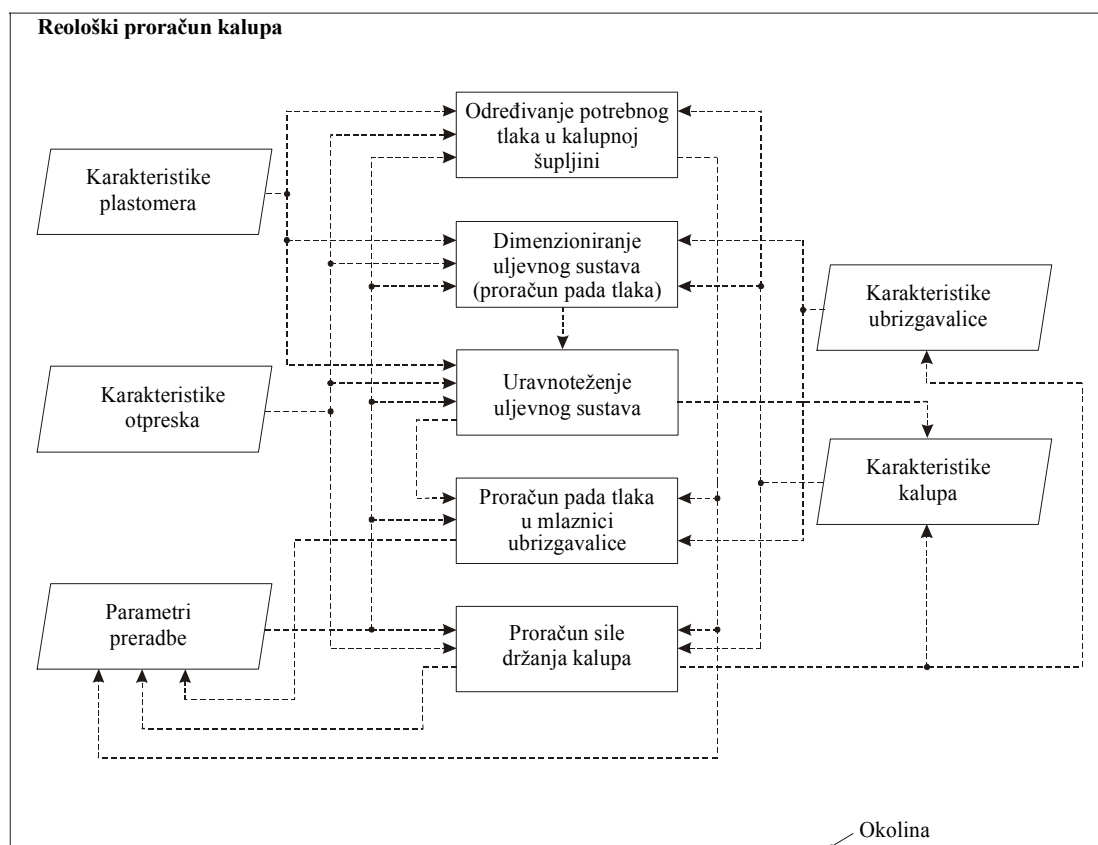 Reološki proračun kalupa
Određivanje potrebnog
tlaka u kalupnoj
šupljini
Karakteristike
plastomera
Dimenzioniranje
uljevnog sustava
(proračun pada tlaka)
Karakteristike
ubrizgavalice
Karakteristike
otpreska
Uravnoteženje
uljevnog sustava
Karakteristike
kalupa
Proračun pada tlaka
u mlaznici
ubrizgavalice
Parametri
preradbe
Proračun sile
držanja kalupa
Okolina